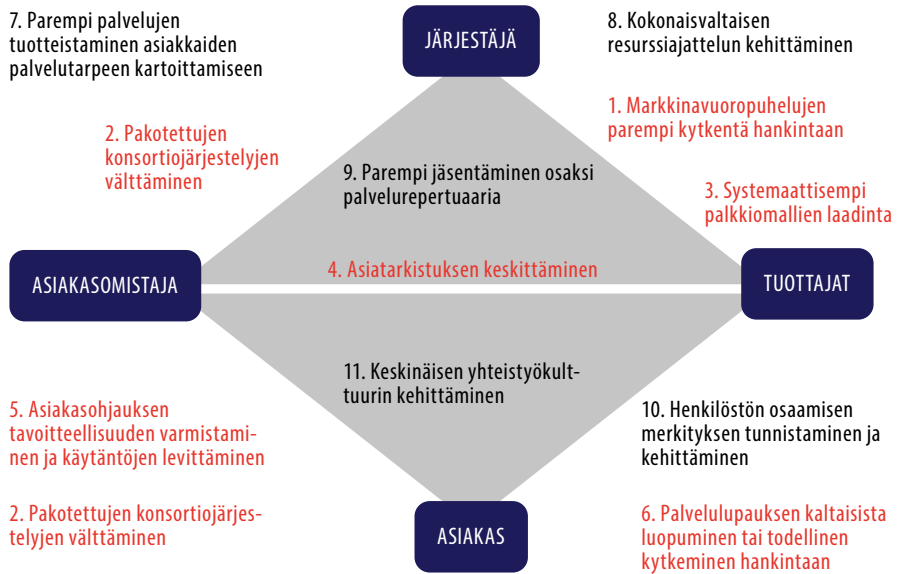 7. Parempi palvelujen
tuotteistaminen asiakkaiden
palvelutarpeen kartoittamiseen
JÄRJESTÄJÄ
8. Kokonaisvaltaisen
resurssiajattelun kehittäminen
1. Markkinavuoropuhelujen
parempi kytkentä hankintaan
2. Pakotettujen
konsortiojärjestelyjen
välttäminen
9. Parempi jäsentäminen osaksi
palvelurepertuaaria
3. Systemaattisempi
palkkiomallien laadinta
4. Asiatarkistuksen keskittäminen
ASIAKASOMISTAJA
TUOTTAJAT
11. Keskinäisen yhteistyökult-
tuurin kehittäminen
5. Asiakasohjauksen
tavoitteellisuuden varmistami-
nen ja käytäntöjen levittäminen
10. Henkilöstön osaamisen
merkityksen tunnistaminen ja
kehittäminen
2. Pakotettujen konsortiojärjes-
telyjen välttäminen
ASIAKAS
6. Palvelulupauksen kaltaisista
luopuminen tai todellinen
kytkeminen hankintaan